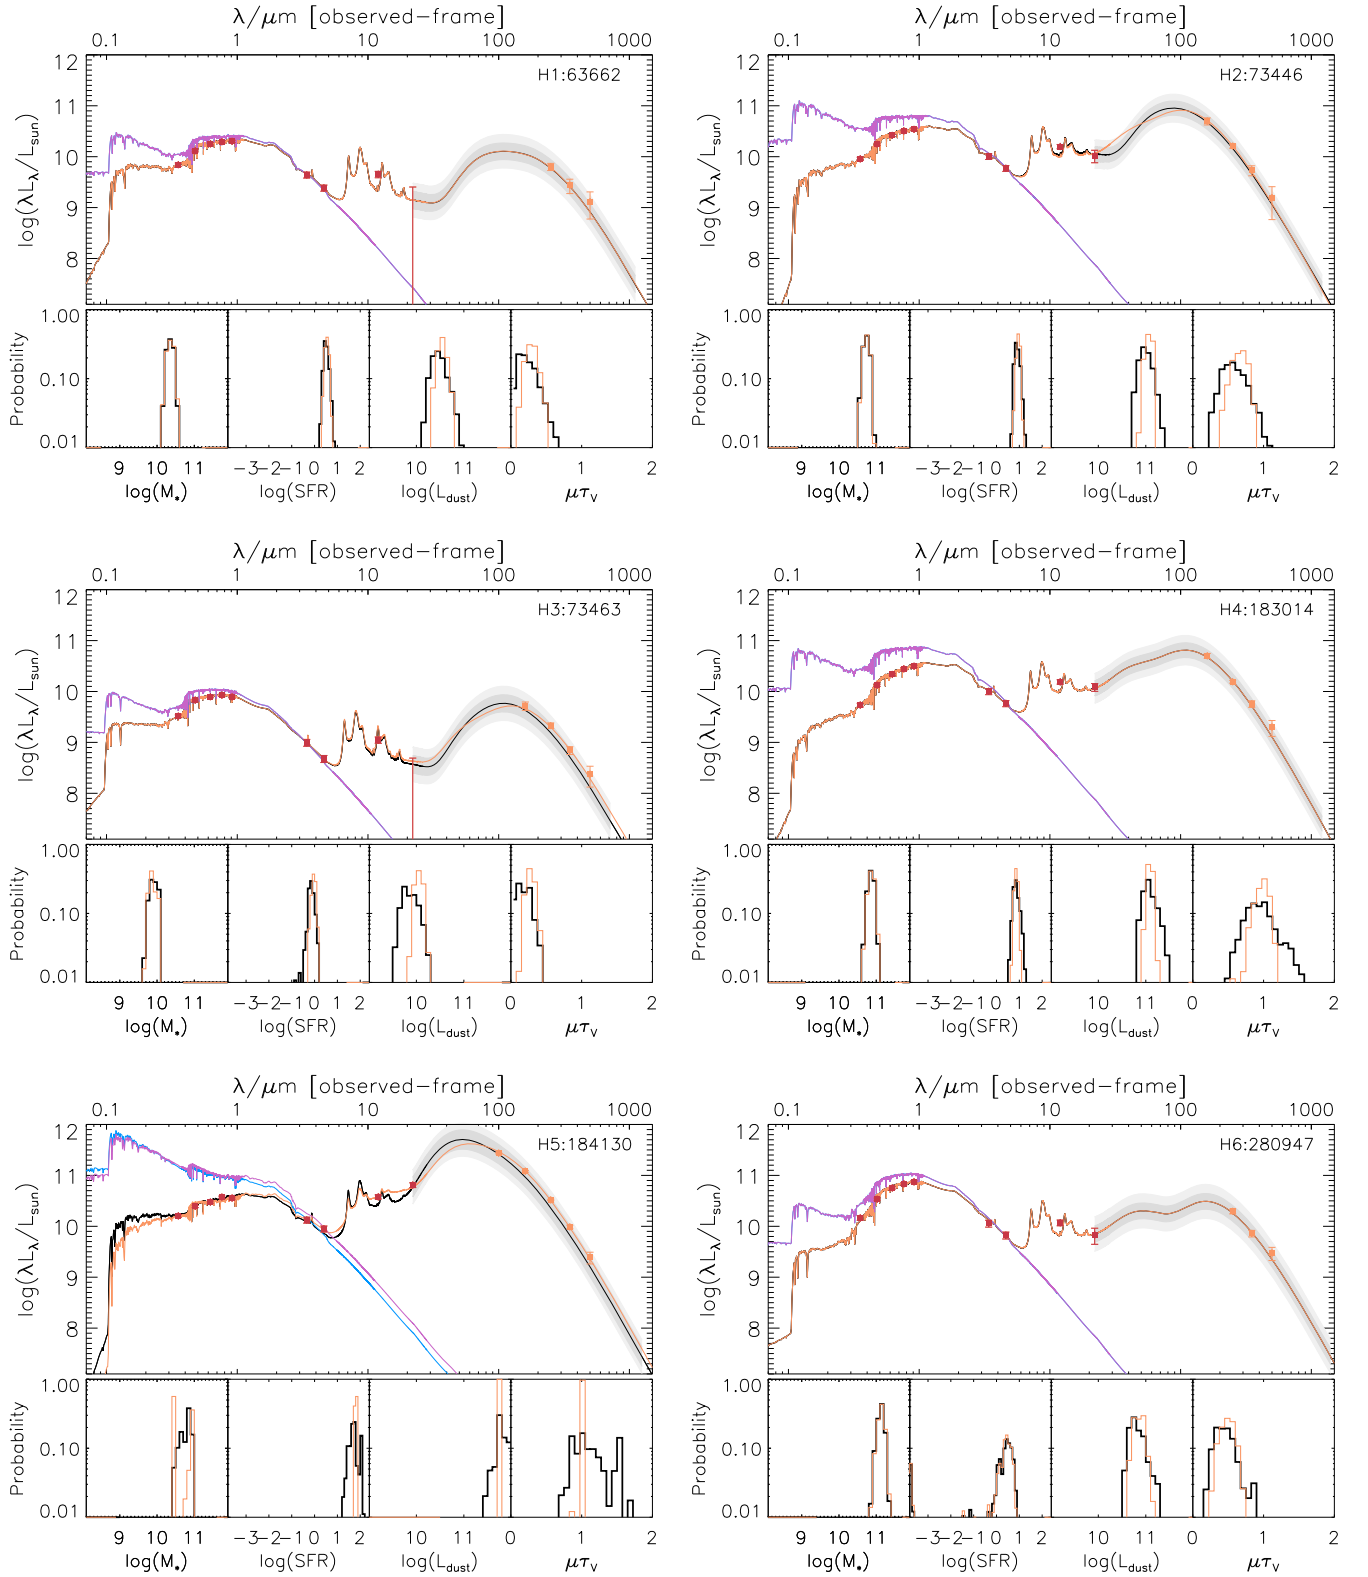 λ/μm [observed−frame] λ/μm [observed−frame]
0.1 1 10 100 1000 0.1 1 10 100 1000
H1:63662 H2:73446
12 11 10 9 8 12 11 10 9 8
log(λL_λ/L_sun) log(λL_λ/L_sun)
1.00 0.10 0.01 1.00 0.10 0.01
Probability Probability
9 10 11 −3−2−1 0 1 2 10 11 0 2 9 10 11 −3−2−1 0 1 2 10 11 0 1 2
log(M_*) log(SFR) log(L_dust) μτ_V log(M_*) log(SFR) log(L_dust) μτ_V
λ/μm [observed−frame] λ/μm [observed−frame]
0.1 1 10 100 1000 0.1 1 10 100 1000
H3:73463 H4:183014
12 11 10 9 8 12 11 10 9 8
log(λL_λ/L_sun) log(λL_λ/L_sun)
1.00 0.10 0.01 1.00 0.10 0.01
Probability Probability
9 10 11 −3−2−1 0 1 2 10 11 0 2 9 10 11 −3−2−1 0 1 2 10 11 0 1 2
log(M_*) log(SFR) log(L_dust) μτ_V log(M_*) log(SFR) log(L_dust) μτ_V
λ/μm [observed−frame] λ/μm [observed−frame]
0.1 1 10 100 1000 0.1 1 10 100 1000
H5:184130 H6:280947
12 11 10 9 8 12 11 10 9 8
log(λL_λ/L_sun) log(λL_λ/L_sun)
1.00 0.10 0.01 1.00 0.10 0.01
Probability Probability
9 10 11 −3−2−1 0 1 2 10 11 0 1 2 9 10 11 −3−2−1 0 1 2 10 11 0 1 2
log(M_*) log(SFR) log(L_dust) μτ_V log(M_*) log(SFR) log(L_dust) μτ_V